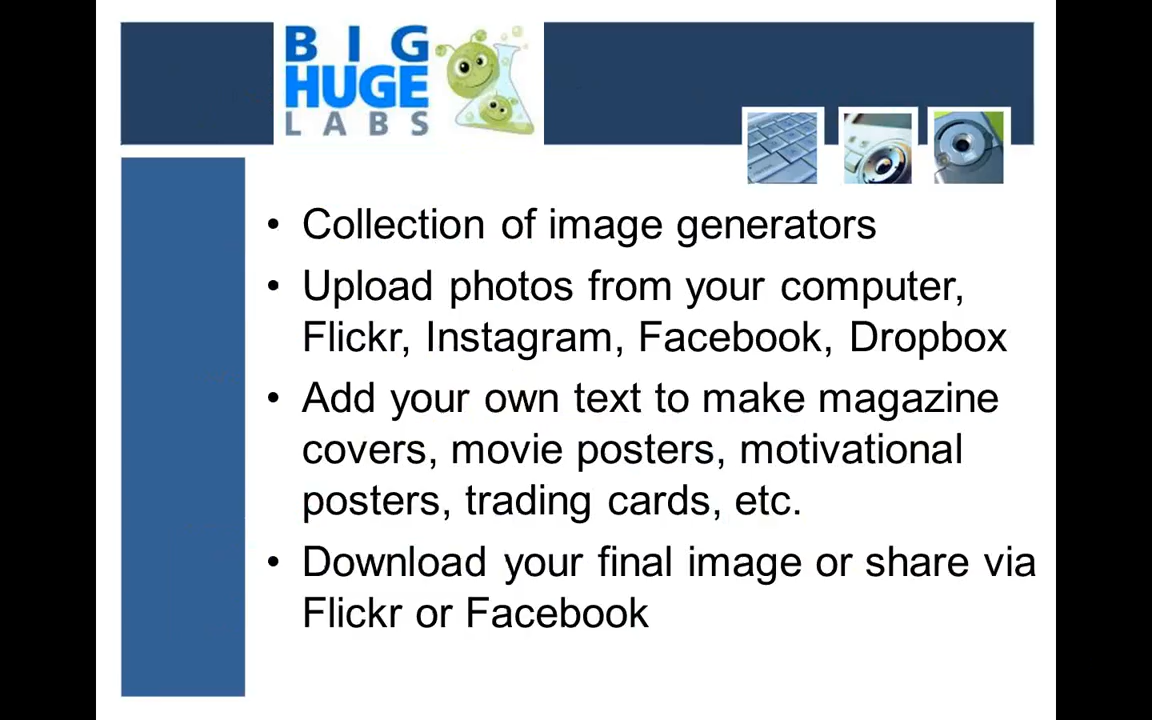 BIG
HUGE
LABS
• Collection of image generators
• Upload photos from your computer,
Flickr, Instagram, Facebook, Dropbox
• Add your own text to make magazine
covers, movie posters, motivational
posters, trading cards, etc.
• Download your final image or share via
Flickr or Facebook